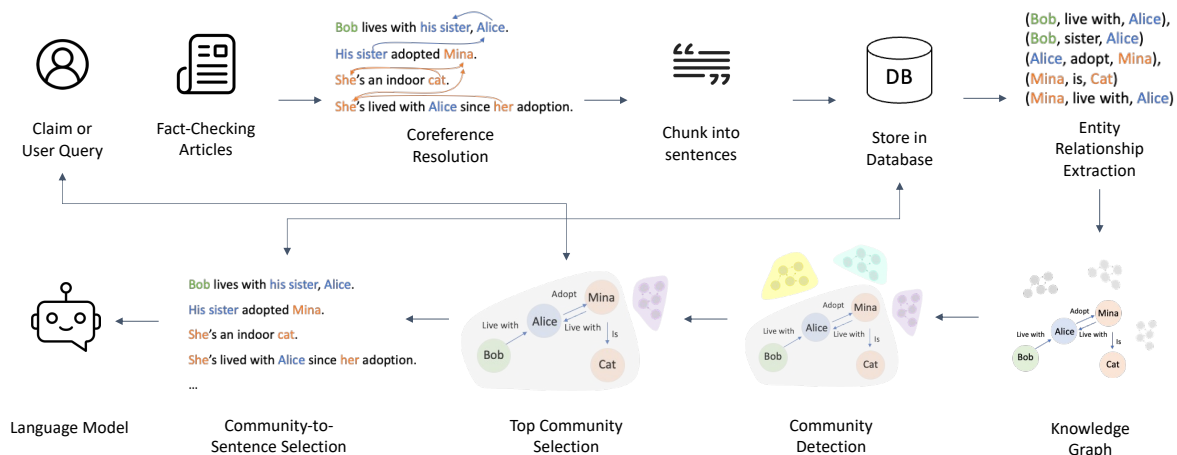 Bob lives with his sister, Alice.
His sister adopted Mina.
She's an indoor cat.
She's lived with Alice since her adoption.
Claim or
User Query
Fact-Checking
Articles
Coreference
Resolution
Chunk into
sentences
DB
Store in
Database
(Bob, live with, Alice),
(Bob, sister, Alice)
(Alice, adopt, Mina),
(Mina, is, Cat)
(Mina, live with, Alice)
Entity
Relationship
Extraction
Bob lives with his sister, Alice.
His sister adopted Mina.
She's an indoor cat.
She's lived with Alice since her adoption.
...
Language Model
Community-to-
Sentence Selection
Adopt
Mina
Alice
Live with
Live with
Is
Bob
Cat
Top Community
Selection
Adopt
Mina
Alice
Live with
Live with
Is
Bob
Cat
Community
Detection
Adopt
Mina
Live with
Alice
Live with
Is
Bob
Cat
Knowledge
Graph